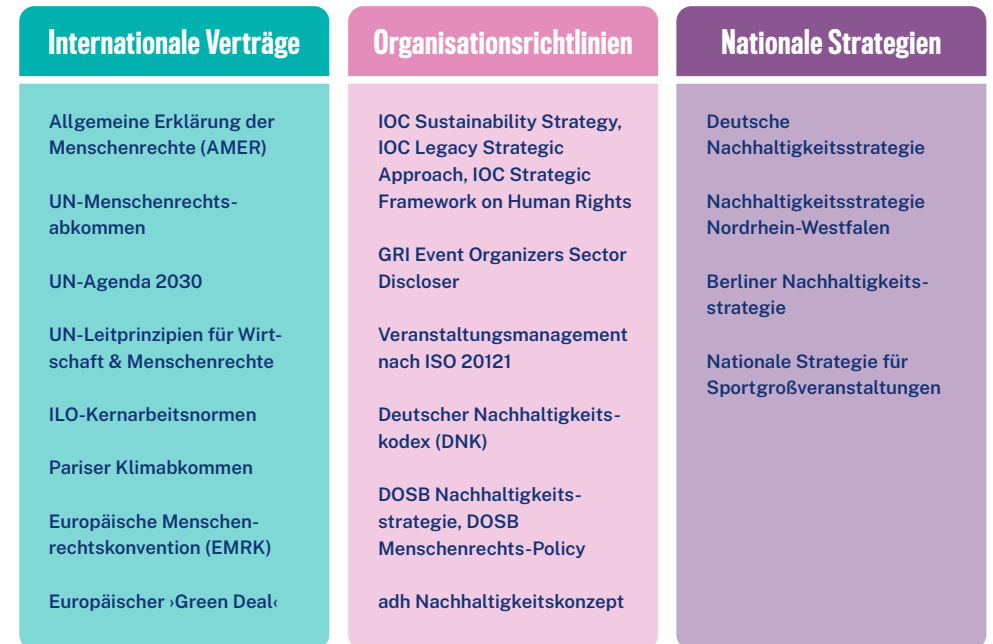 Internationale Verträge
Allgemeine Erklärung der
Menschenrechte (AMER)
UN-Menschenrechts-
abkommen
UN-Agenda 2030
UN-Leitprinzipien für Wirt-
schaft & Menschenrechte
ILO-Kernarbeitsnormen
Pariser Klimabkommen
Europäische Menschen-
rechtskonvention (EMRK)
Europäischer ›Green Deal‹
Organisationsrichtlinien
IOC Sustainability Strategy,
IOC Legacy Strategic
Approach, IOC Strategic
Framework on Human Rights
GRI Event Organizers Sector
Discloser
Veranstaltungsmanagement
nach ISO 20121
Deutscher Nachhaltigkeits-
kodex (DNK)
DOSB Nachhaltigkeits-
strategie, DOSB
Menschenrechts-Policy
adh Nachhaltigkeitskonzept
Nationale Strategien
Deutsche
Nachhaltigkeitsstrategie
Nachhaltigkeitsstrategie
Nordrhein-Westfalen
Berliner Nachhaltigkeits-
strategie
Nationale Strategie für
Sportgroßveranstaltungen